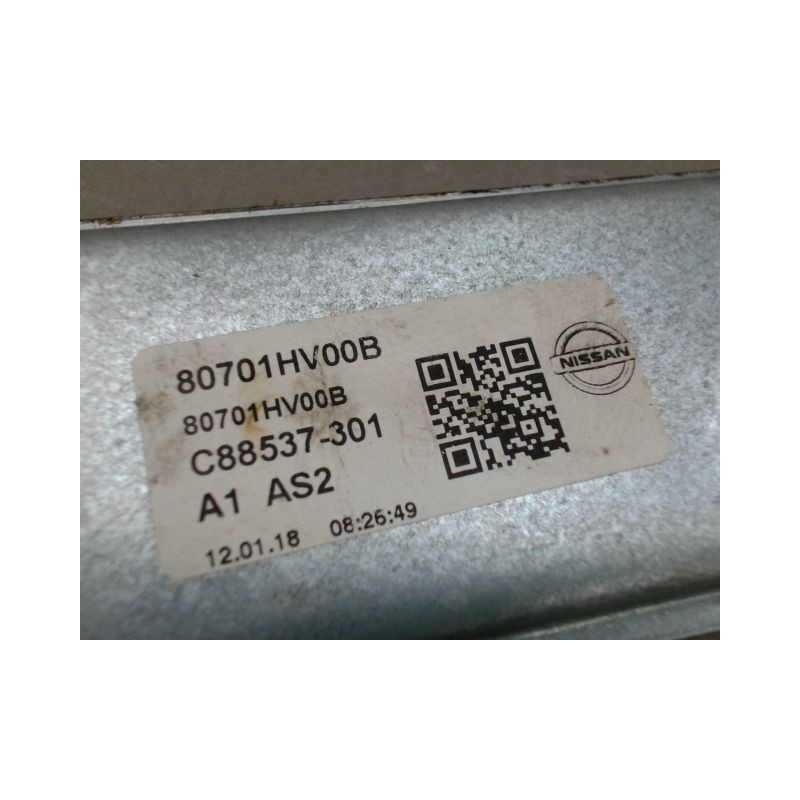 80701HV00B
80701HV00B
C88537-301
A1 AS2
12.01.18 08:26:49
NISSAN